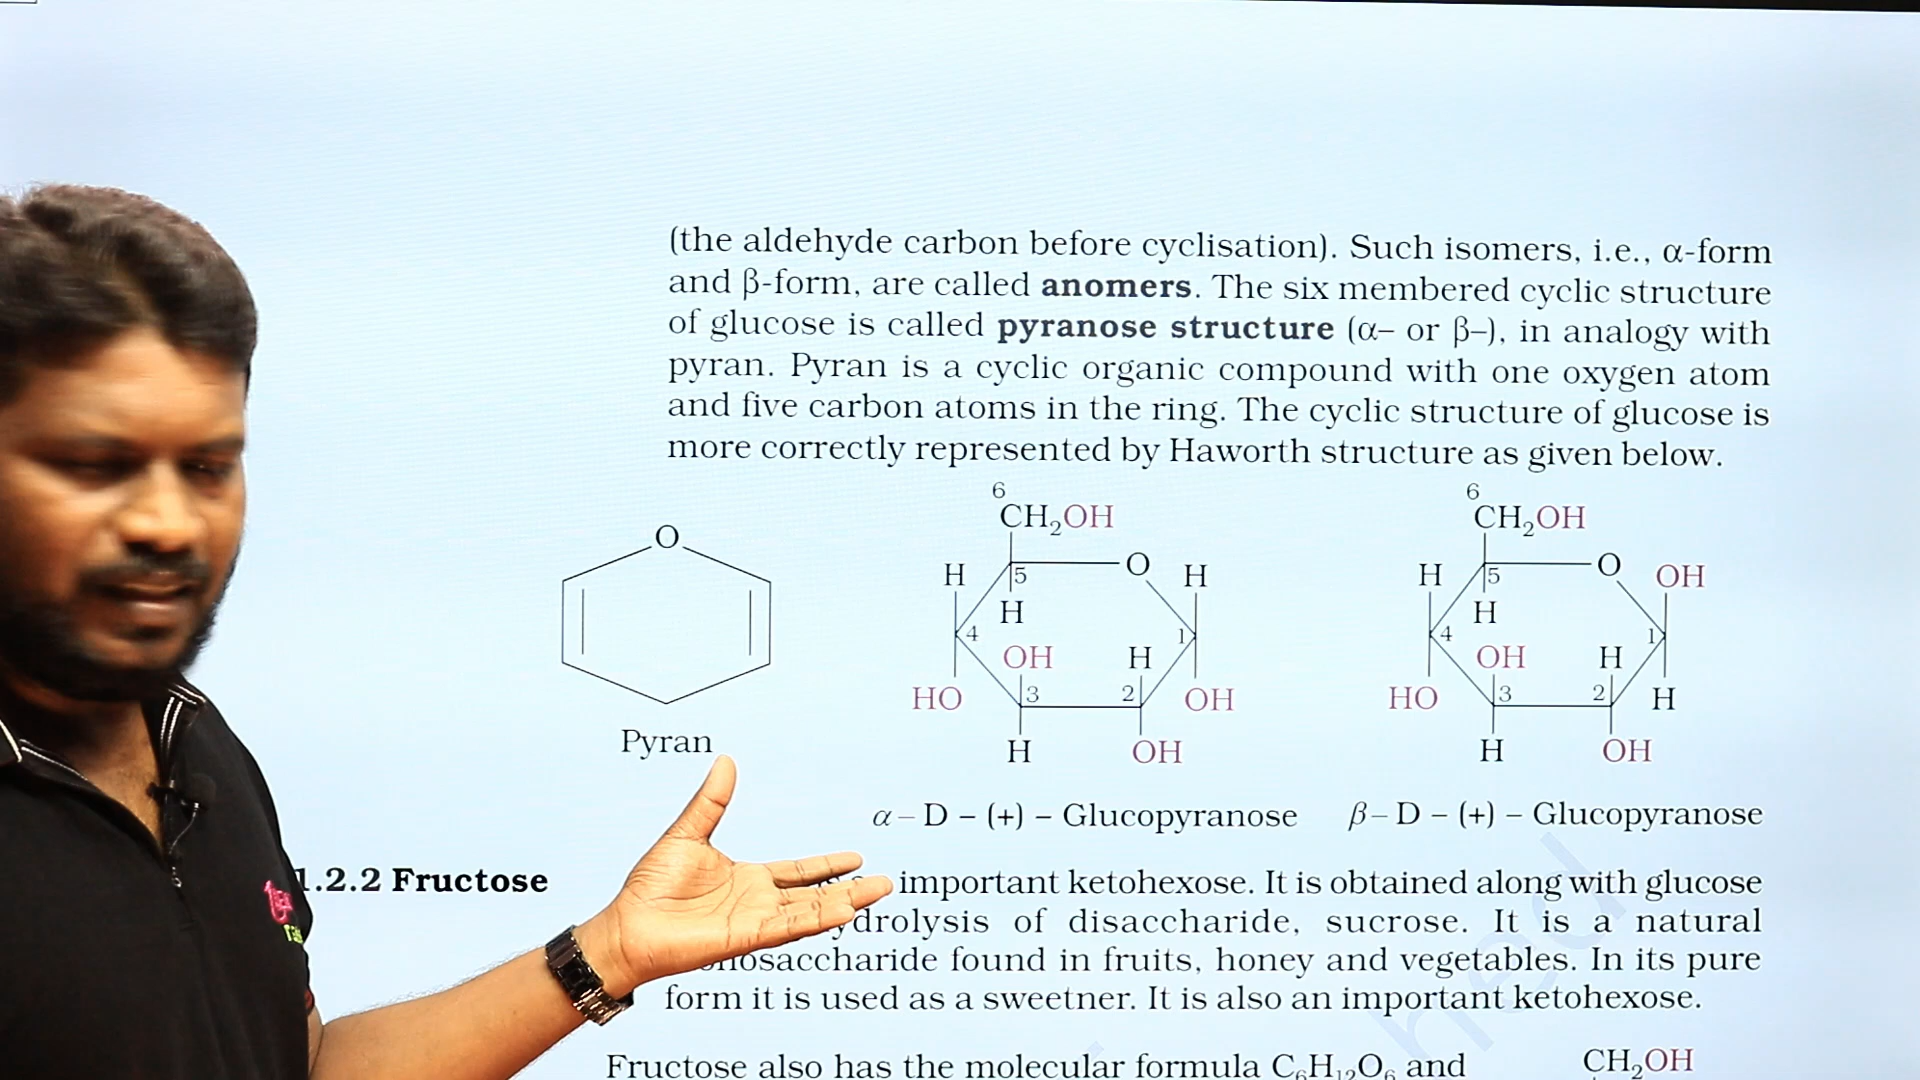 (the aldehyde carbon before cyclisation). Such isomers, i.e., α-form
and β-form, are called anomers. The six membered cyclic structure
of glucose is called pyranose structure (α– or β–), in analogy with
pyran. Pyran is a cyclic organic compound with one oxygen atom
and five carbon atoms in the ring. The cyclic structure of glucose is
more correctly represented by Haworth structure as given below.
O
Pyran
6
CH₂OH
H 5 O H
H
4 1
OH H
HO 3 2 OH
H OH
α – D – (+) – Glucopyranose
6
CH₂OH
H 5 O OH
H
4 1
OH H
HO 3 2 H
H OH
β – D – (+) – Glucopyranose
1.2.2 Fructose
important ketohexose. It is obtained along with glucose
of disaccharide, sucrose. It is a natural
found in fruits, honey and vegetables. In its pure
form it is used as a sweetner. It is also an important ketohexose.
Fructose also has the molecular formula C₆H₁₂O₆ and
CH₂OH